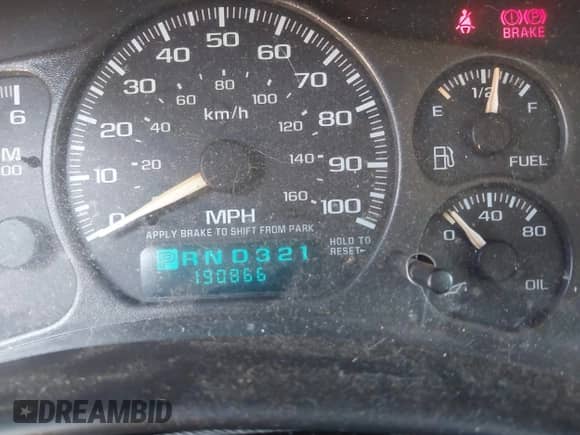 BRAKE
50
40
60
30
80
70
60
100
1/2
km/h
E
F
6
20
40
120
80
M
00
FUEL
10
20
140
90
0
MPH
160
100
40
APPLY BRAKE TO SHIFT FROM PARK
0
80
HOLD TO
RESET
PRND321
190866
OIL
DREAMBID